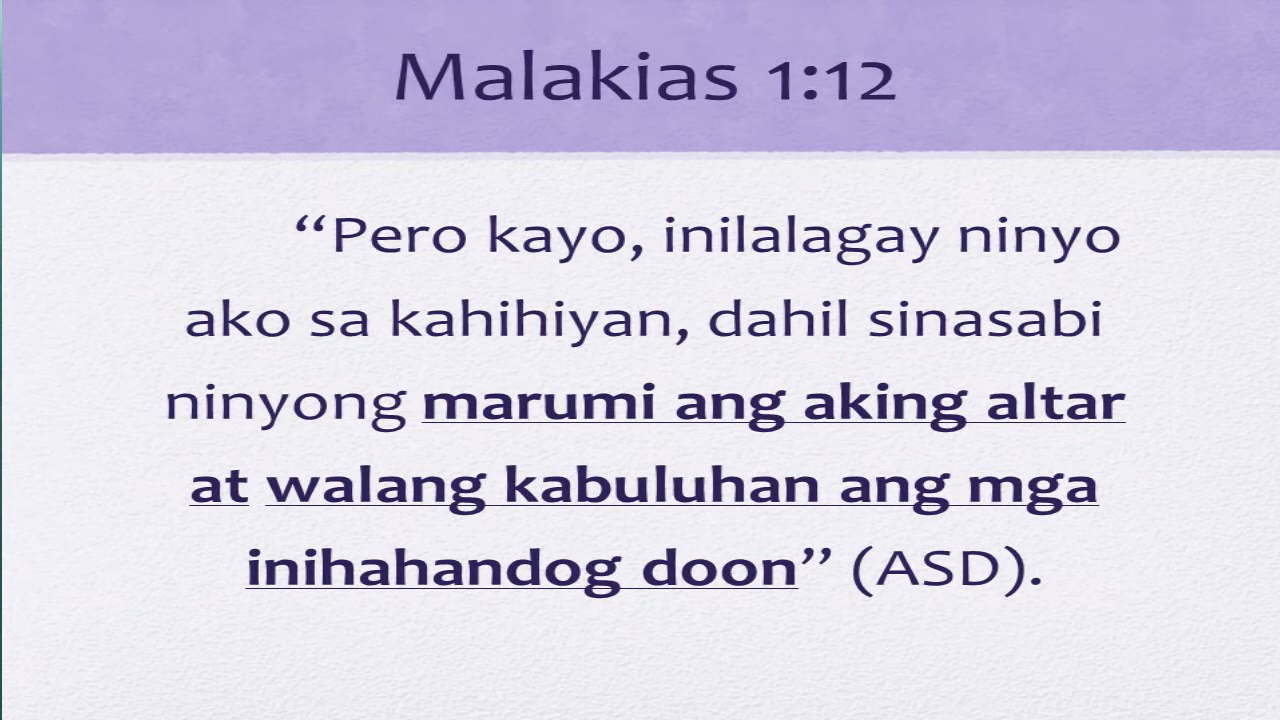 Malakias 1:12
“Pero kayo, inilalagay ninyo
ako sa kahihiyan, dahil sinasabi
ninyong marumi ang aking altar
at walang kabuluhan ang mga
inihahandog doon” (ASD).